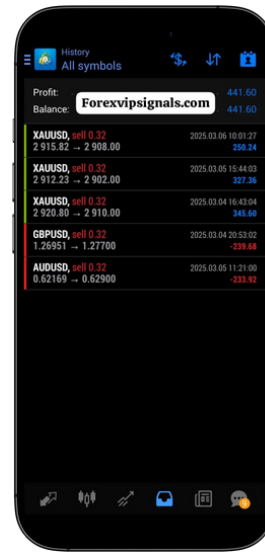 History
All symbols
Profit: 441.60
Balance: 441.60
Forexvipsignals.com
XAUUSD, sell 0.32 2025.03.06 10:01:27
2 915.82 → 2 908.00 250.24
XAUUSD, sell 0.32 2025.03.05 15:44:03
2 912.23 → 2 902.00 327.36
XAUUSD, sell 0.32 2025.03.04 16:43:04
2 920.80 → 2 910.00 345.60
GBPUSD, sell 0.32 2025.03.04 20:53:02
1.26951 → 1.27700 -239.68
AUDUSD, sell 0.32 2025.03.05 11:21:00
0.62169 → 0.62900 -233.92